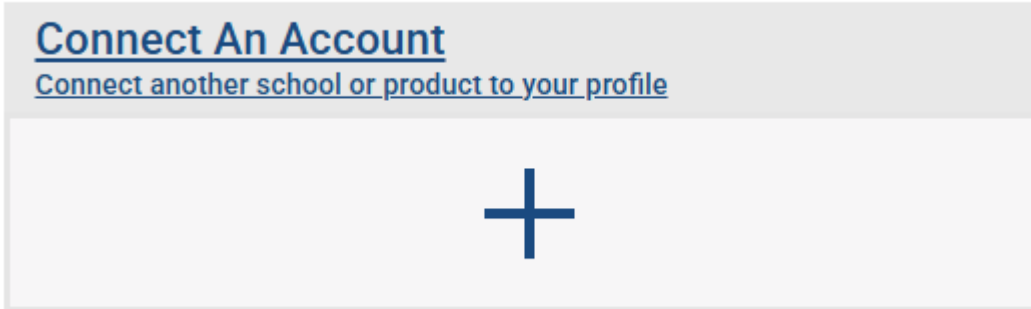 Connect An Account
Connect another school or product to your profile